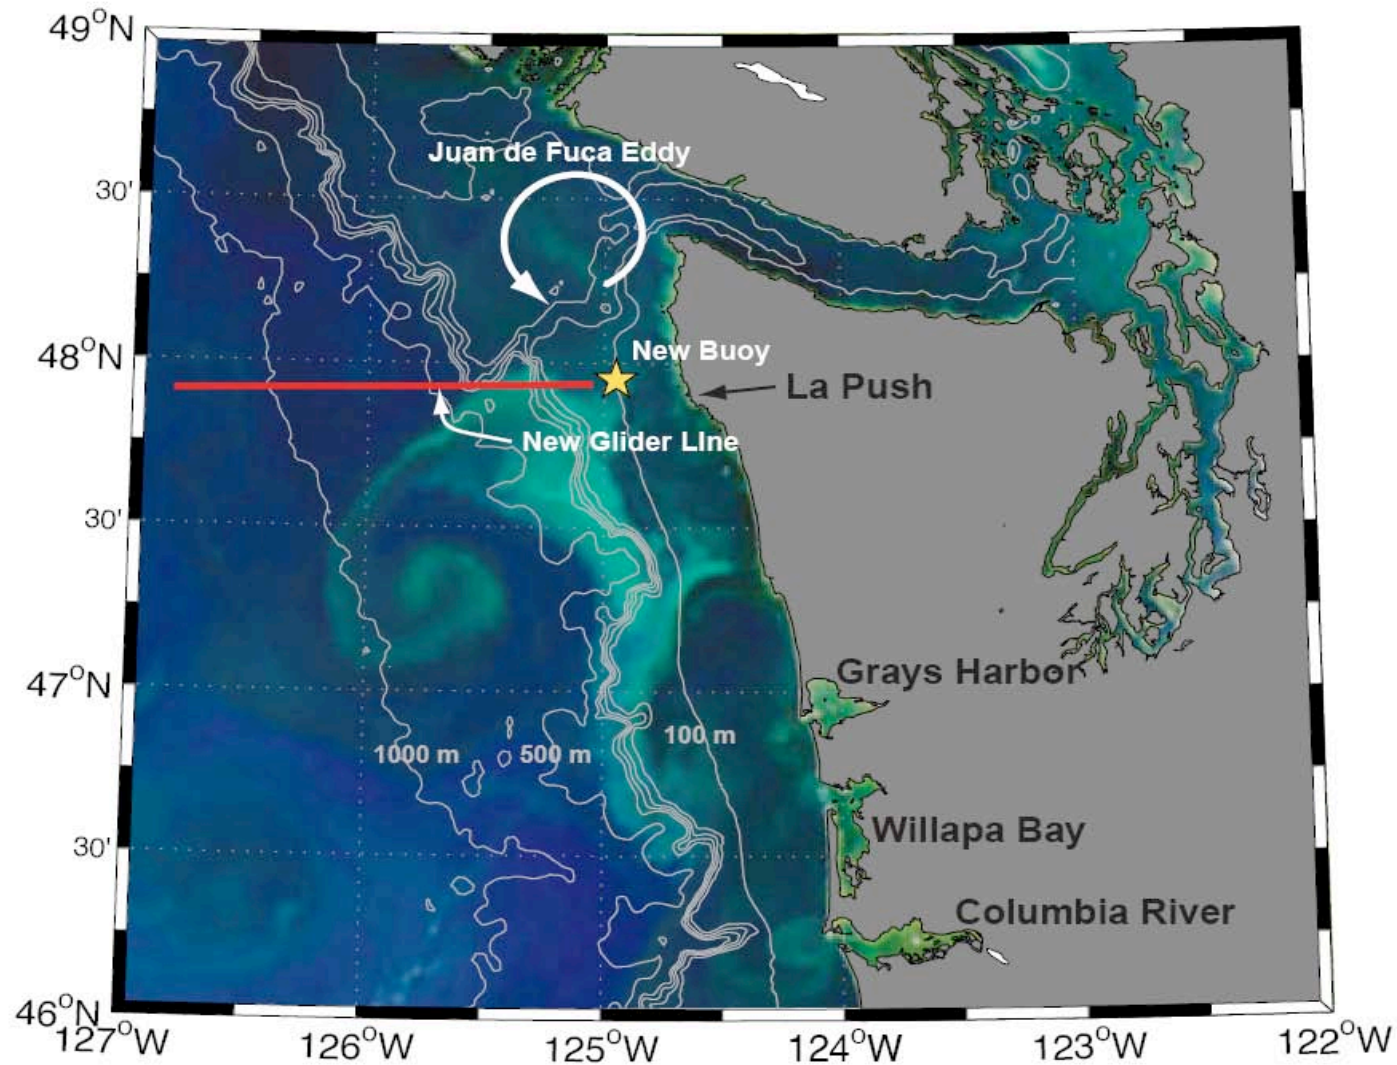 49°N
Juan de Fuca Eddy
30'
48°N
New Buoy
La Push
New Glider LIne
30'
47°N
Grays Harbor
100 m
1000 m
500 m
30'
Willapa Bay
Columbia River
46°N
127°W
126°W
125°W
124°W
123°W
122°W